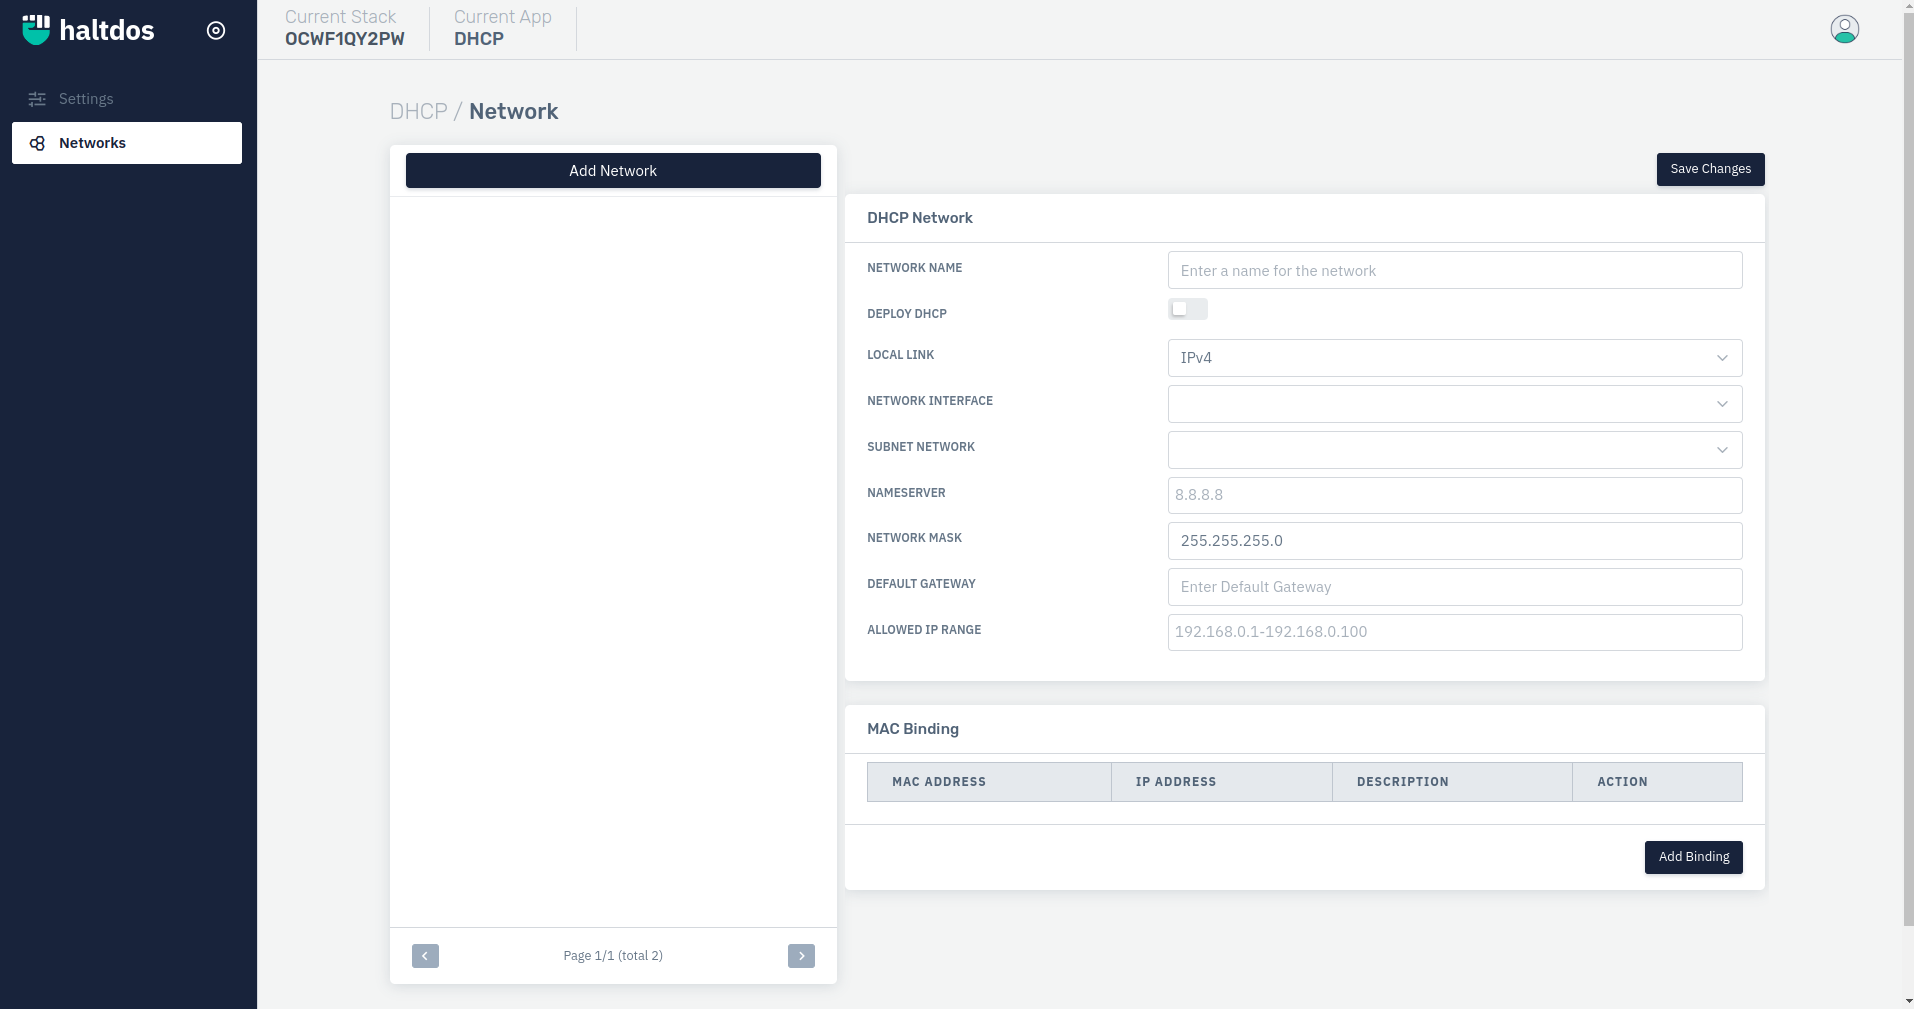 haltdos
Current Stack
OCWF1QY2PW
Current App
DHCP
Settings
Networks
DHCP / Network
Add Network
Save Changes
DHCP Network
NETWORK NAME
Enter a name for the network
DEPLOY DHCP
LOCAL LINK
IPv4
NETWORK INTERFACE
SUBNET NETWORK
NAMESERVER
8.8.8.8
NETWORK MASK
255.255.255.0
DEFAULT GATEWAY
Enter Default Gateway
ALLOWED IP RANGE
192.168.0.1-192.168.0.100
MAC Binding
MAC ADDRESS IP ADDRESS DESCRIPTION ACTION
Add Binding
Page 1/1 (total 2)